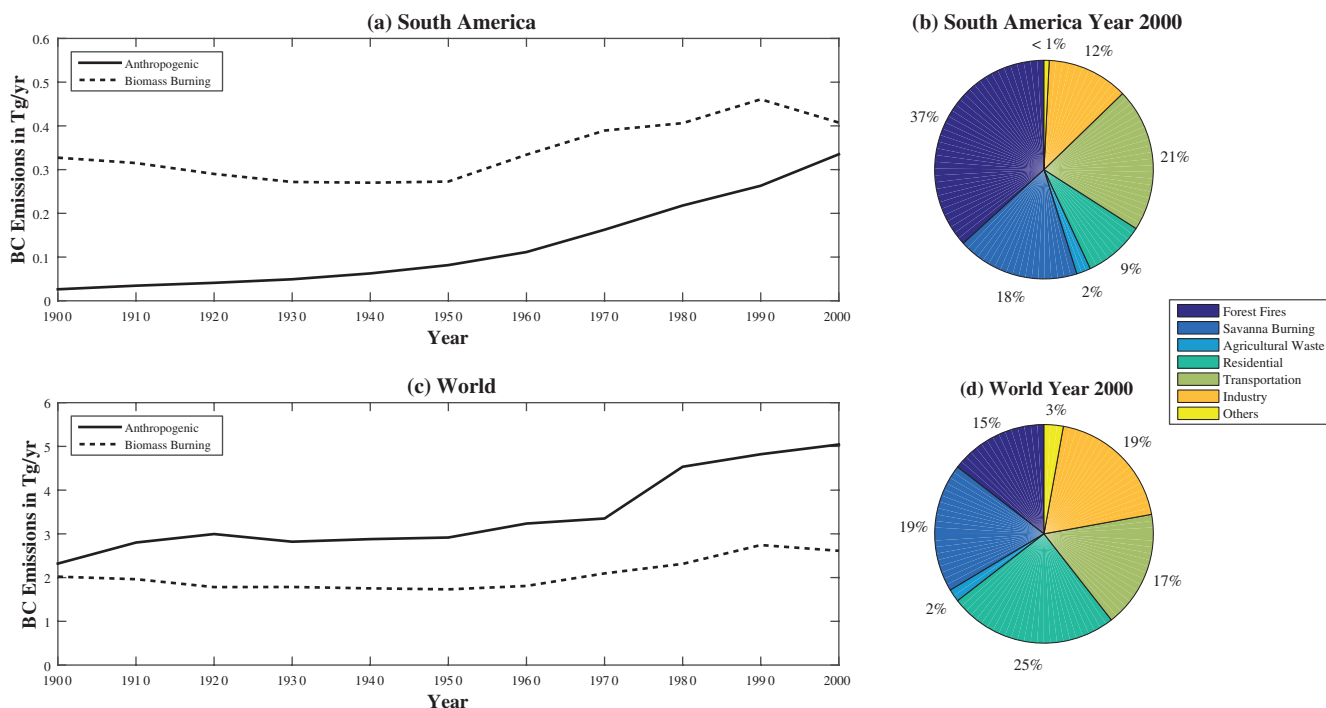 (a) South America
BC Emissions in Tg/yr
0.6
0.5
0.4
0.3
0.2
0.1
0
Anthropogenic
Biomass Burning
1900 1910 1920 1930 1940 1950 1960 1970 1980 1990 2000
Year
(b) South America Year 2000
< 1%
12%
37%
21%
9%
2%
18%
(c) World
BC Emissions in Tg/yr
6
5
4
3
2
1
0
Anthropogenic
Biomass Burning
1900 1910 1920 1930 1940 1950 1960 1970 1980 1990 2000
Year
Forest Fires
Savanna Burning
Agricultural Waste
Residential
Transportation
Industry
Others
(d) World Year 2000
3%
15%
19%
19%
17%
2%
25%